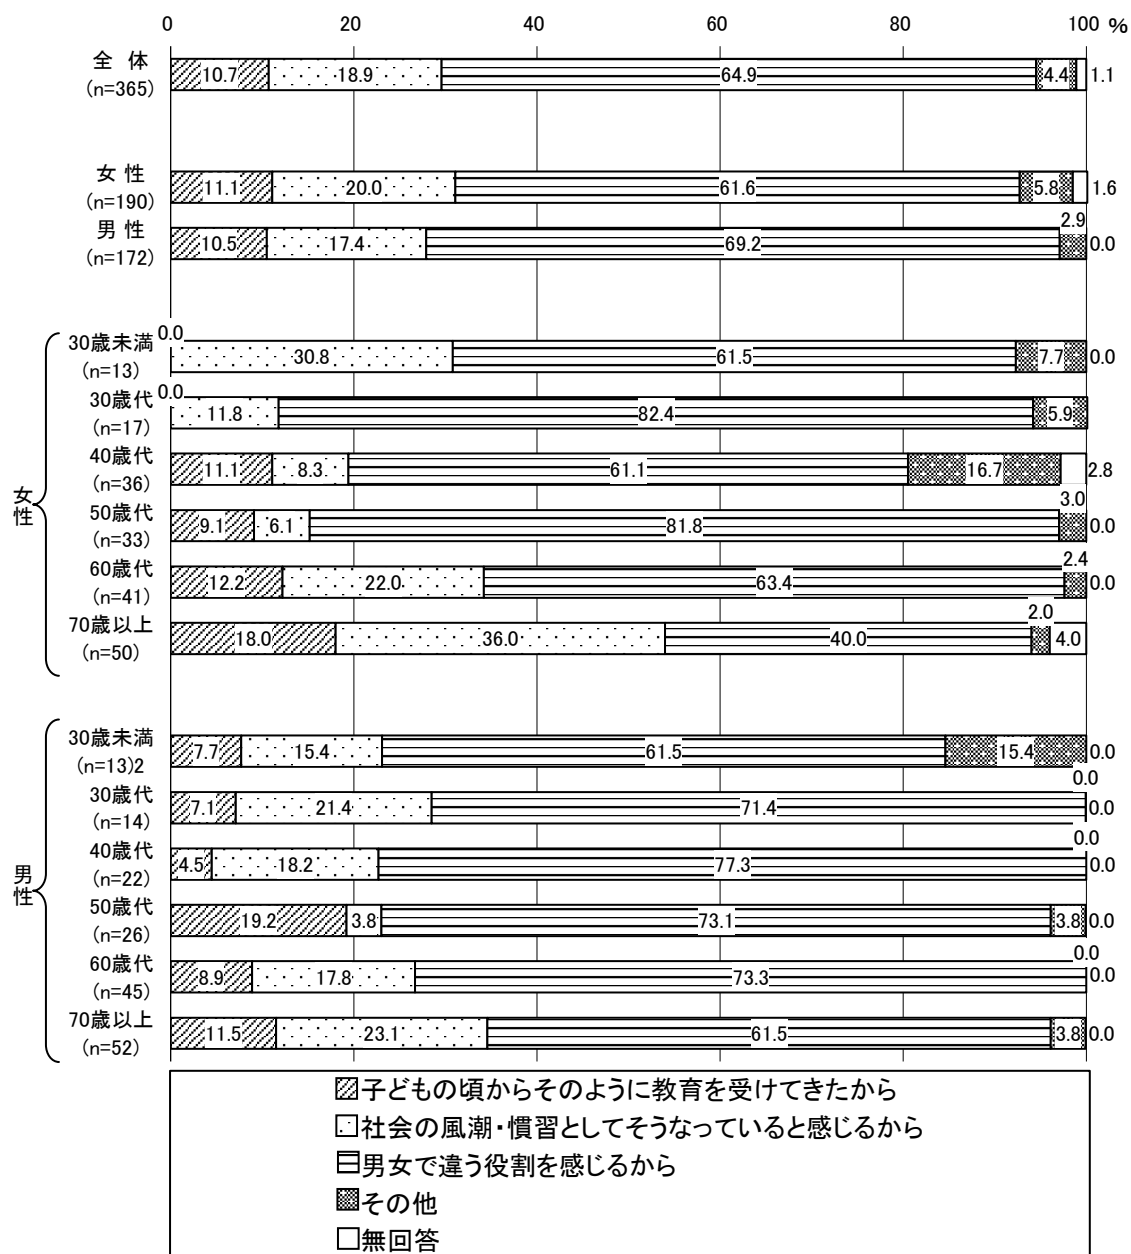 0 20 40 60 80 100 %
全 体
(n=365)
10.7 18.9 64.9 4.4 1.1
女 性
(n=190)
11.1 20.0 61.6 5.8 1.6
男 性
(n=172)
10.5 17.4 69.2 2.9 0.0
女性
30歳未満
(n=13)
0.0 30.8 61.5 7.7 0.0
30歳代
(n=17)
0.0 11.8 82.4 5.9
40歳代
(n=36)
11.1 8.3 61.1 16.7 2.8
50歳代
(n=33)
9.1 6.1 81.8 3.0 0.0
60歳代
(n=41)
12.2 22.0 63.4 2.4 0.0
70歳以上
(n=50)
18.0 36.0 40.0 2.0 4.0
男性
30歳未満
(n=13)2
7.7 15.4 61.5 15.4 0.0
30歳代
(n=14)
7.1 21.4 71.4 0.0 0.0
40歳代
(n=22)
4.5 18.2 77.3 0.0 0.0
50歳代
(n=26)
19.2 3.8 73.1 3.8 0.0
60歳代
(n=45)
8.9 17.8 73.3 0.0 0.0
70歳以上
(n=52)
11.5 23.1 61.5 3.8 0.0
子どもの頃からそのように教育を受けてきたから
社会の風潮・慣習としてそうなっていると感じるから
男女で違う役割を感じるから
その他
無回答